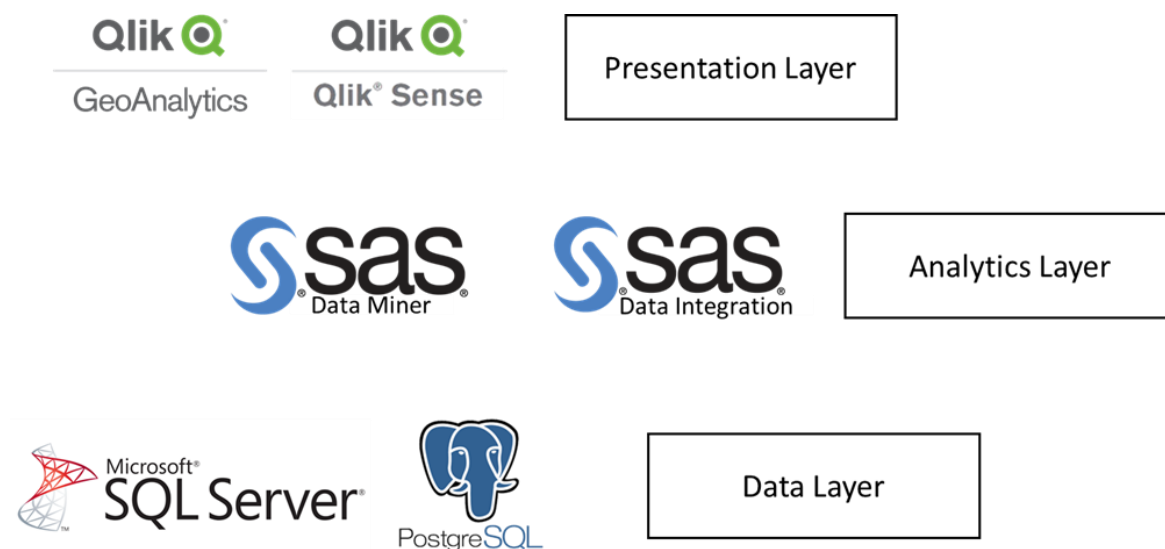 Qlik Qlik
GeoAnalytics Qlik® Sense Presentation Layer
sas® sas® Analytics Layer
Data Miner Data Integration
Microsoft®
SQL Server® Data Layer
PostgreSQL